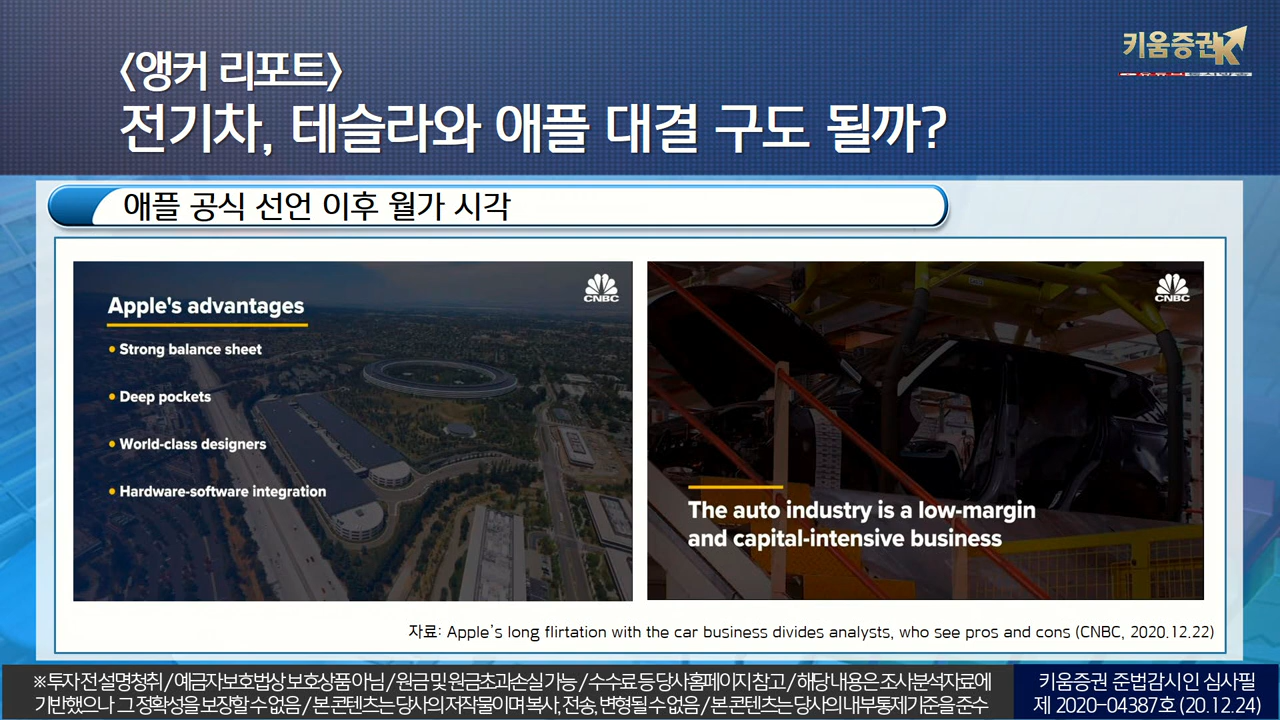 <앵커 리포트>
키움증권
전기차, 테슬라와 애플 대결 구도 될까?
애플 공식 선언 이후 월가 시각
Apple's advantages
CNBC
• Strong balance sheet
• Deep pockets
• World-class designers
• Hardware-software integration
CNBC
The auto industry is a low-margin
and capital-intensive business
자료: Apple's long flirtation with the car business divides analysts, who see pros and cons (CNBC, 2020.12.22)
※ 투자 전 설명청취 / 예금자보호법상 보호상품 아님 / 원금 및 원금초과손실 가능 / 수수료 등 당사홈페이지 참고 / 해당 내용은 조사분석자료에
기반했으나 그 정확성을 보장할 수 없음 / 본 콘텐츠는 당사의 저작물이며 복사, 전송, 변형될 수 없음 / 본 콘텐츠는 당사의 내부통제기준을 준수
키움증권 준법감시인 심사필
제 2020-04387호 (20.12.24)